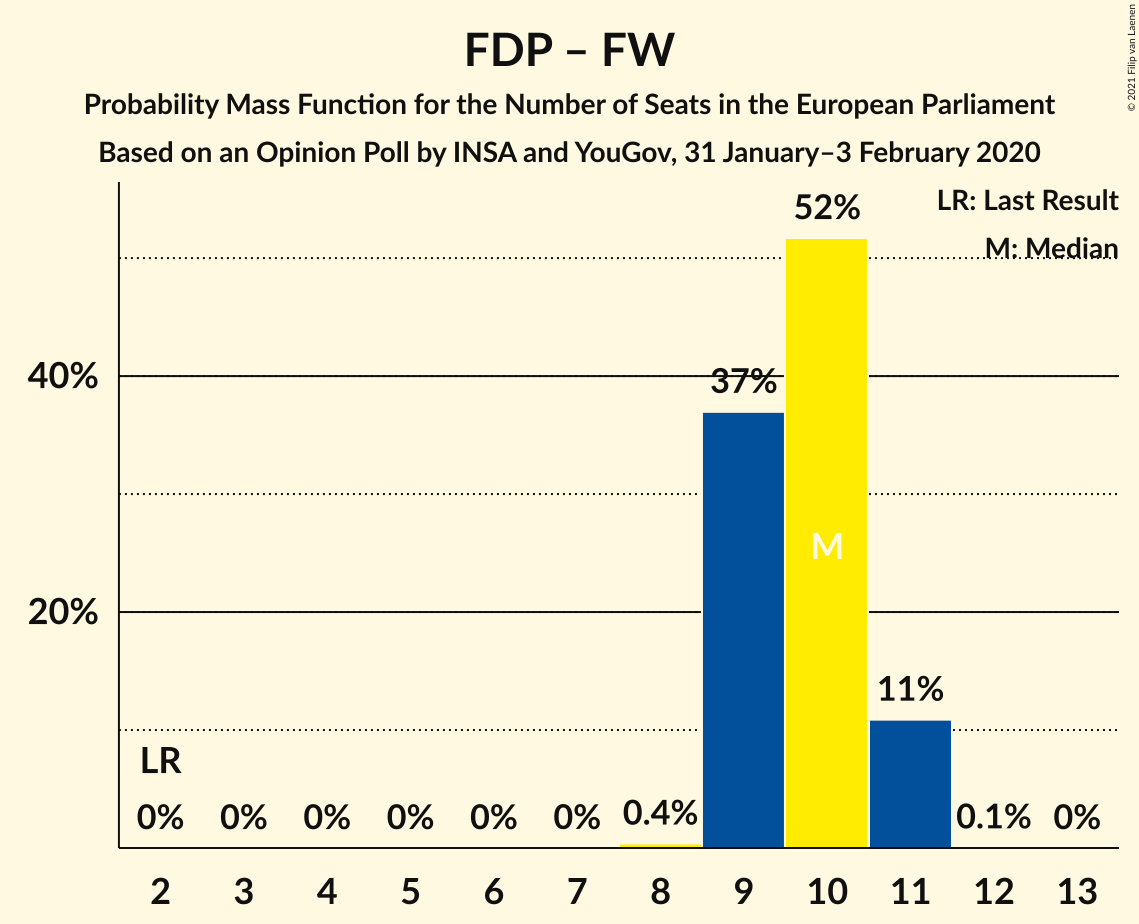 FDP – FW
Probability Mass Function for the Number of Seats in the European Parliament
Based on an Opinion Poll by INSA and YouGov, 31 January–3 February 2020
© 2021 Filip van Laenen
LR: Last Result
M: Median
52%
40%
37%
M
20%
11%
LR
0% 0% 0% 0% 0% 0% 0.4% 0.1% 0%
2 3 4 5 6 7 8 9 10 11 12 13